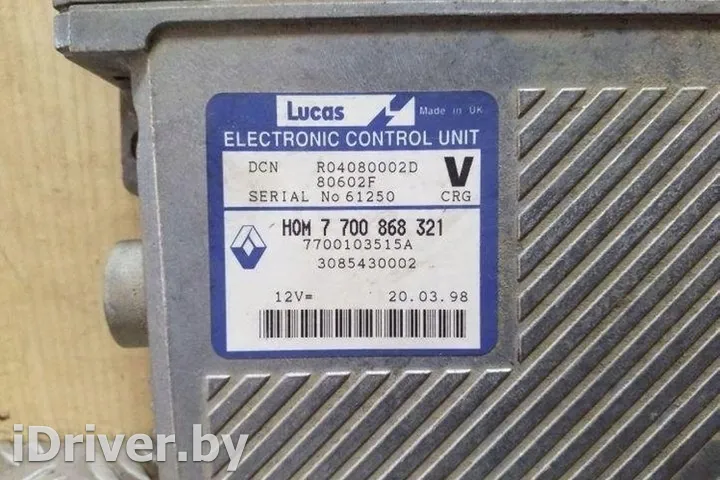 Lucas Made in UK
ELECTRONIC CONTROL UNIT
DCN R04080002D
80602F V
SERIAL No 61250 CRG
HOM 7 700 868 321
7700103515A
3085430002
12V= 20.03.98
iDriver.by